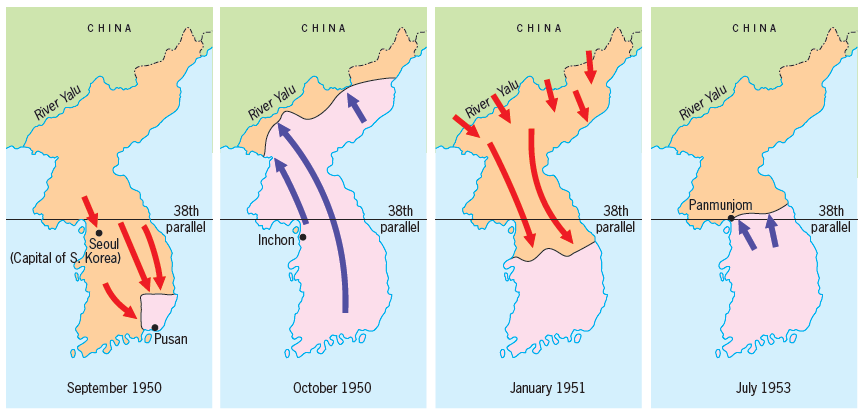 CHINA
River Yalu
38th
parallel
Seoul
(Capital of S. Korea)
Pusan
September 1950
CHINA
River Yalu
38th
parallel
Inchon
October 1950
CHINA
River Yalu
38th
parallel
January 1951
CHINA
River Yalu
Panmunjom
38th
parallel
July 1953